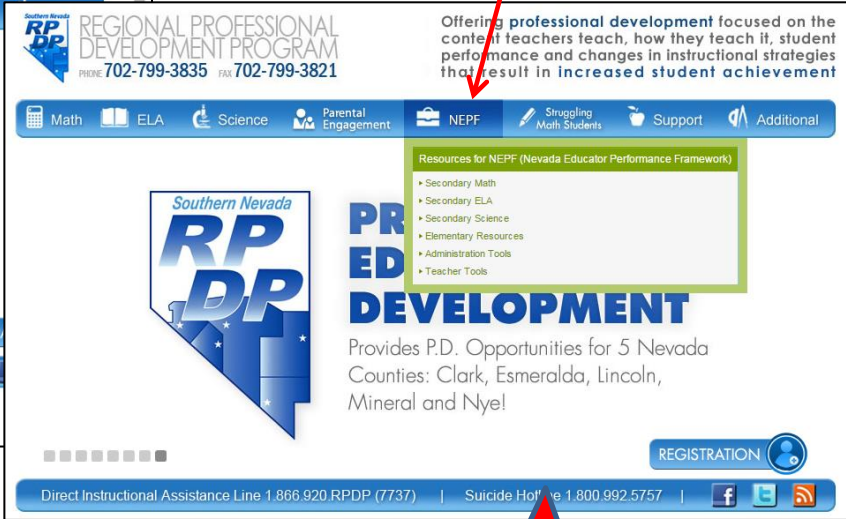 Southern Nevada
RP
DP
REGIONAL PROFESSIONAL
DEVELOPMENT PROGRAM
PHONE 702-799-3835 FAX 702-799-3821
Offering professional development focused on the
content teachers teach, how they teach it, student
performance and changes in instructional strategies
that result in increased student achievement
Math
ELA
Science
Parental
Engagement
NEPF
Struggling
Math Students
Support
Additional
Resources for NEPF (Nevada Educator Performance Framework)
Secondary Math
Secondary ELA
Secondary Science
Elementary Resources
Administration Tools
Teacher Tools
Southern Nevada
RP
DP
DEVELOPMENT
Provides P.D. Opportunities for 5 Nevada
Counties: Clark, Esmeralda, Lincoln,
Mineral and Nye!
REGISTRATION
Direct Instructional Assistance Line 1.866.920.RPDP (7737) | Suicide Hotline 1.800.992.5757 |